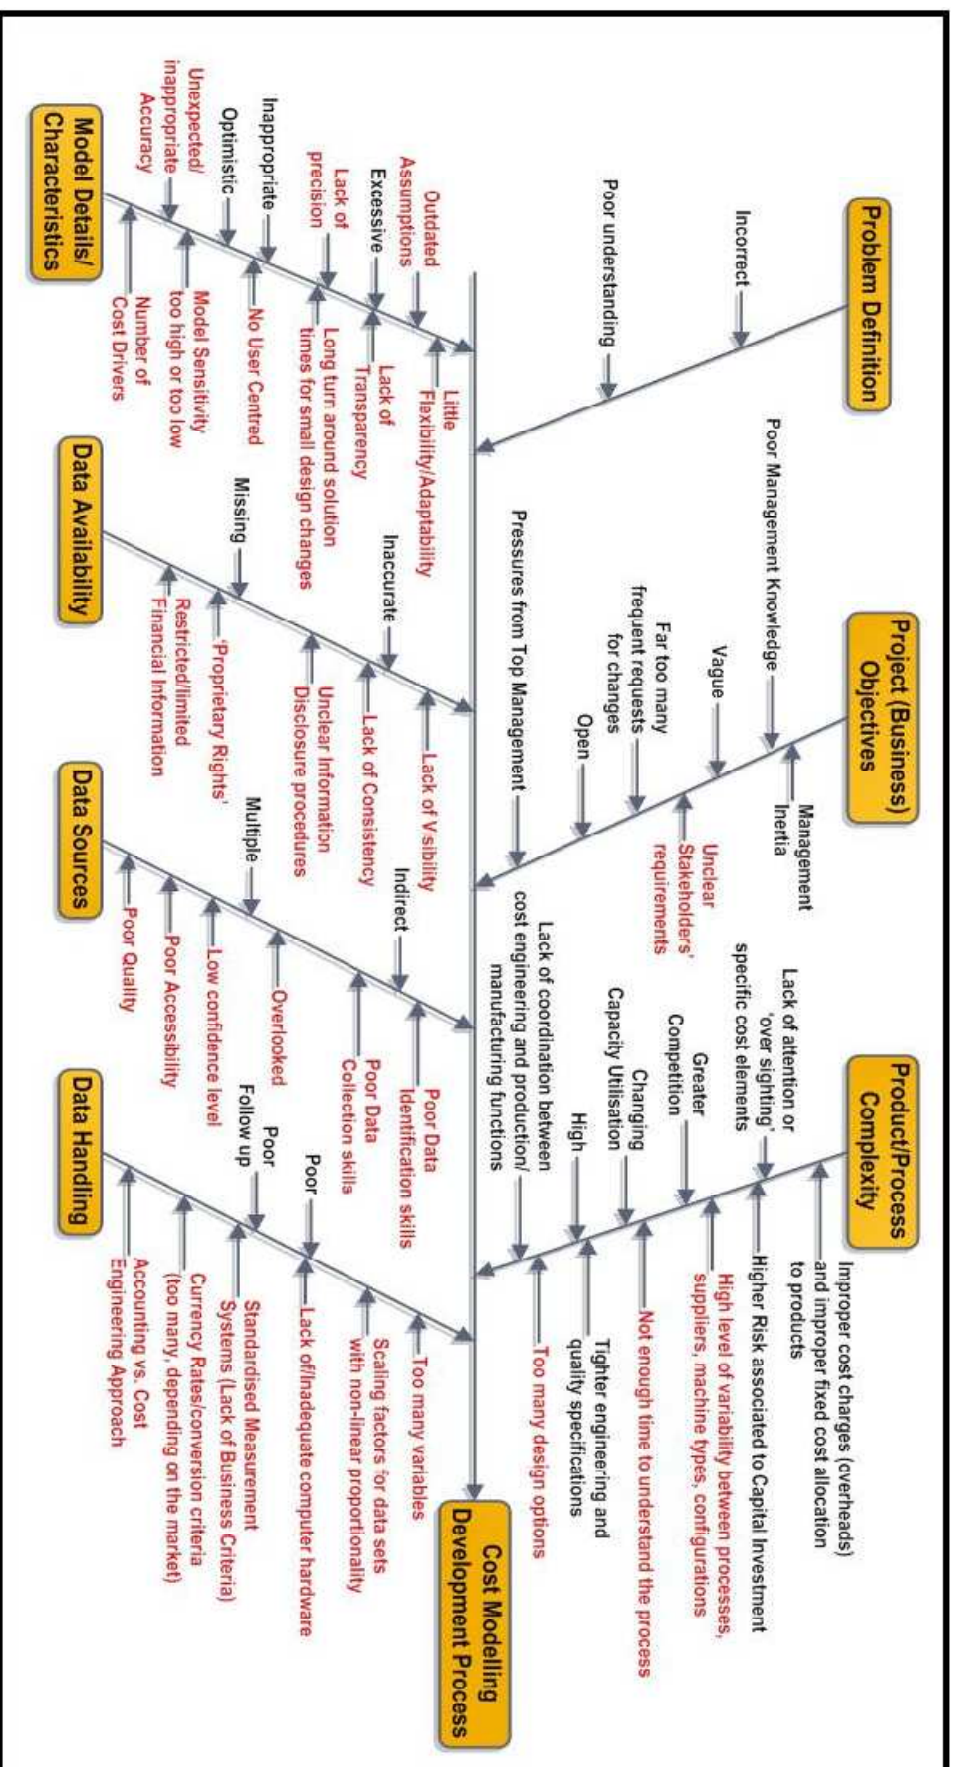 Problem Definition
Incorrect
Poor understanding
Project (Business)
Objectives
Poor Management Knowledge
Management
Inertia
Vague
Unclear
Stakeholders'
requirements
Far too many
frequent requests
for changes
Open
Pressures from Top Management
Product/Process
Complexity
Improper cost charges (overheads)
and improper fixed cost allocation
to products
Lack of attention or
'over sighting'
specific cost elements
Higher Risk associated to Capital Investment
Greater
Competition
High level of variability between processes,
suppliers, machine types, configurations
Changing
Capacity Utilisation
Not enough time to understand the process
High
Tighter engineering and
quality specifications
Lack of coordination between
cost engineering and production/
manufacturing functions
Too many design options
Cost Modelling
Development Process
Outdated
Assumptions
Little
Flexibility/Adaptability
Excessive
Lack of
Transparency
Lack of
precision
Long turn around solution
times for small design changes
Inappropriate
No User Centred
Optimistic
Model Sensitivity
too high or too low
Unexpected/
inappropriate
Accuracy
Number of
Cost Drivers
Model Details/
Characteristics
Lack of Visibility
Inaccurate
Lack of Consistency
Unclear Information
Disclosure procedures
Missing
'Proprietary Rights'
Restricted/limited
Financial Information
Data Availability
Indirect
Poor Data
Identification skills
Poor Data
Collection skills
Overlooked
Multiple
Low confidence level
Poor Accessibility
Poor Quality
Data Sources
Too many variables
Scaling factors for data sets
with non-linear proportionality
Poor
Lack of/Inadequate computer hardware
Poor
Follow up
Standardised Measurement
Systems (Lack of Business Criteria)
Currency Rates/conversion criteria
(too many, depending on the market)
Accounting vs. Cost
Engineering Approach
Data Handling